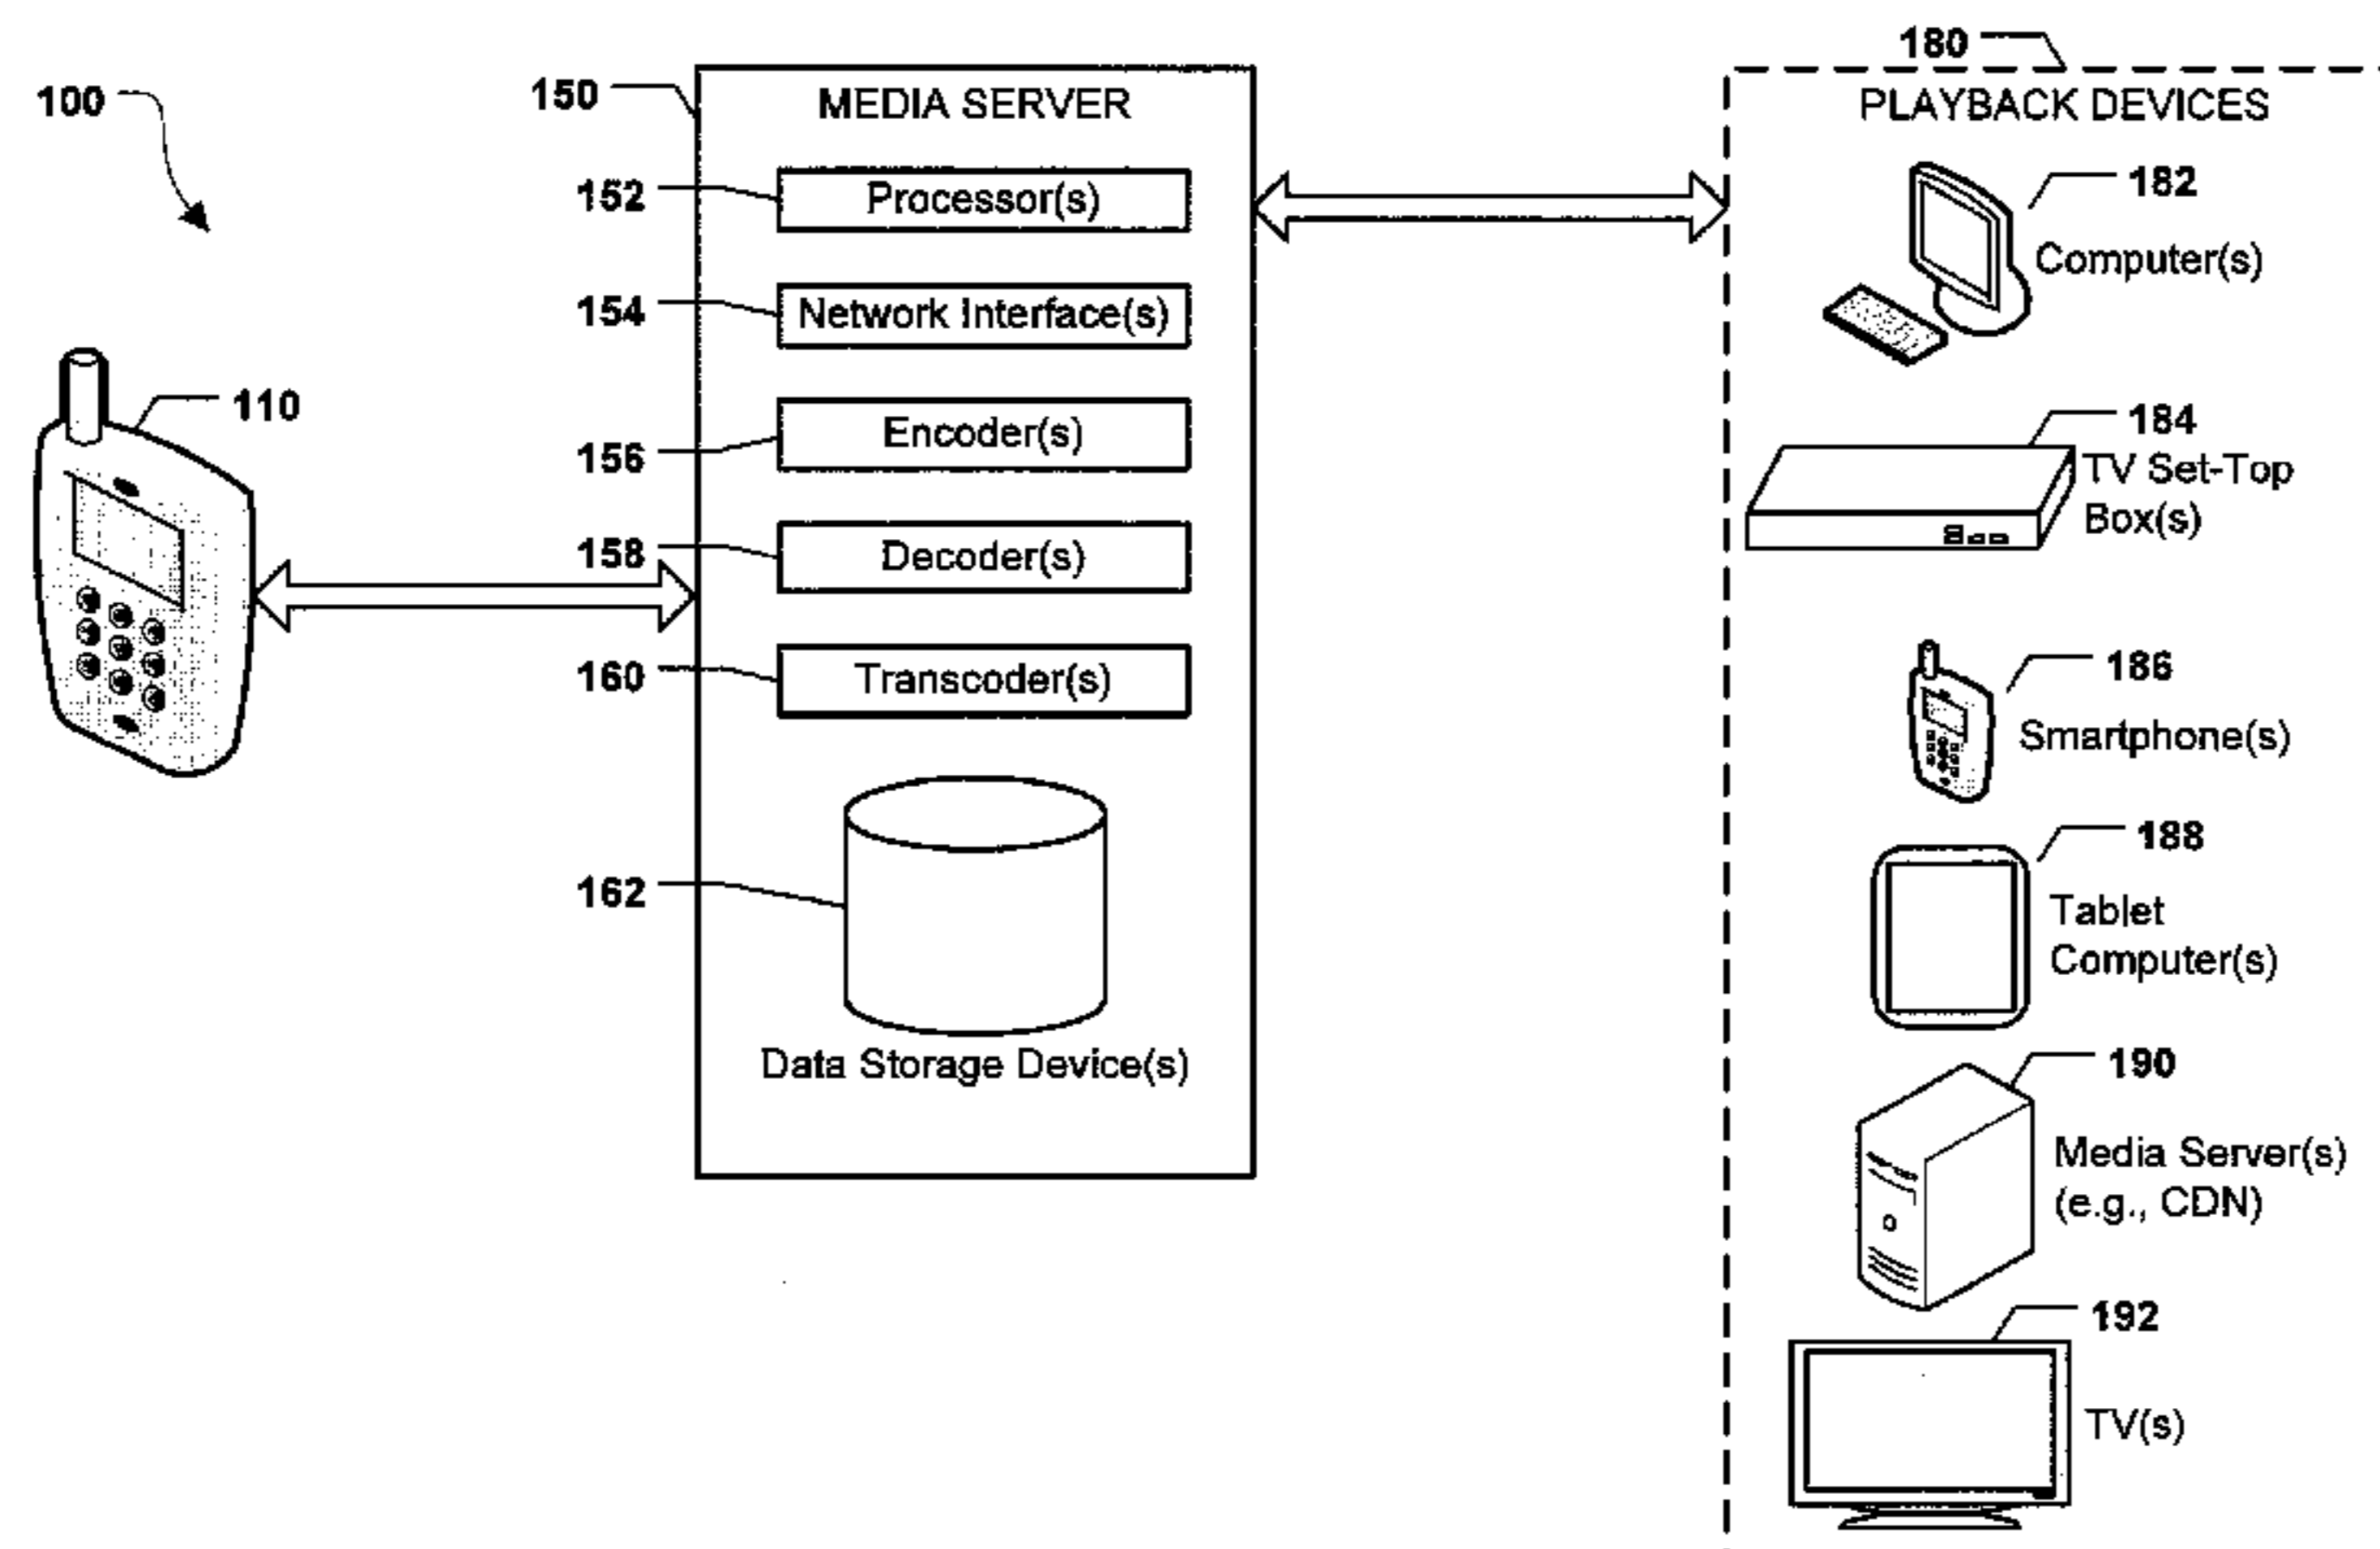 100
110
150
MEDIA SERVER
152
Processor(s)
154
Network Interface(s)
156
Encoder(s)
158
Decoder(s)
160
Transcoder(s)
162
Data Storage Device(s)
180
PLAYBACK DEVICES
182
Computer(s)
184
TV Set-Top
Box(s)
186
Smartphone(s)
188
Tablet
Computer(s)
190
Media Server(s)
(e.g., CDN)
192
TV(s)